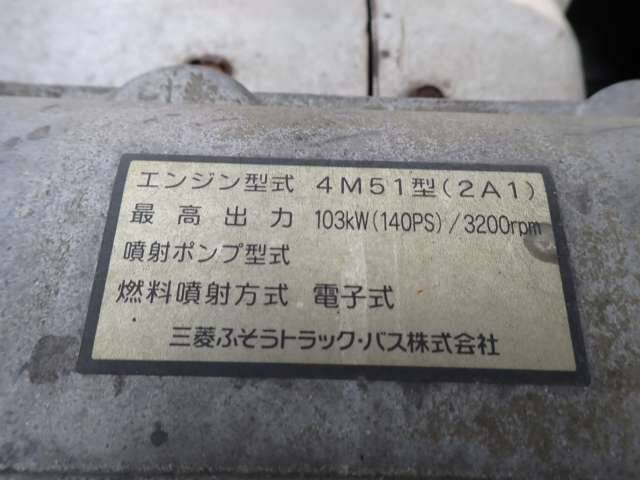 エンジン型式 4M51型(2A1)
最高出力 103kW(140PS)/3200rpm
噴射ポンプ型式
燃料噴射方式 電子式
三菱ふそうトラック・バス株式会社